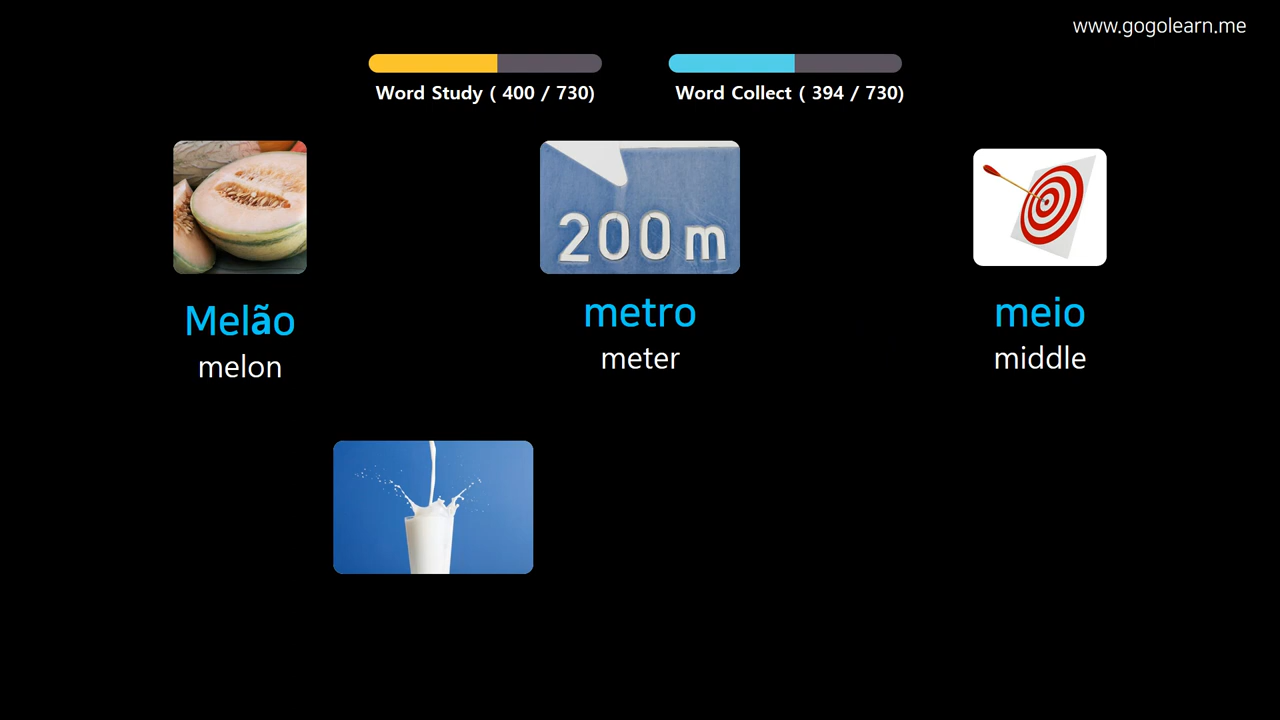 www.gogolearn.me
Word Study ( 400 / 730)
Word Collect ( 394 / 730)
200 m
Melão
melon
metro
meter
meio
middle